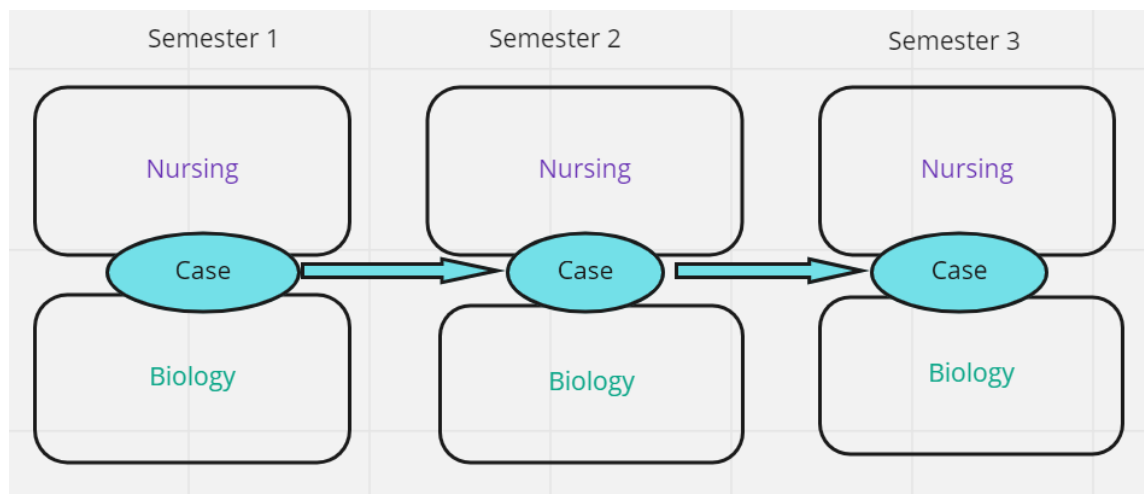 Semester 1
Semester 2
Semester 3
Nursing
Nursing
Nursing
Case
Case
Case
Biology
Biology
Biology